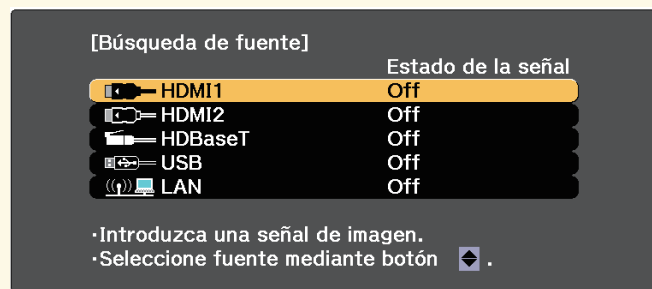 [Búsqueda de fuente]
Estado de la señal
HDMI1 Off
HDMI2 Off
HDBaseT Off
USB Off
LAN Off
·Introduzca una señal de imagen.
·Seleccione fuente mediante botón .